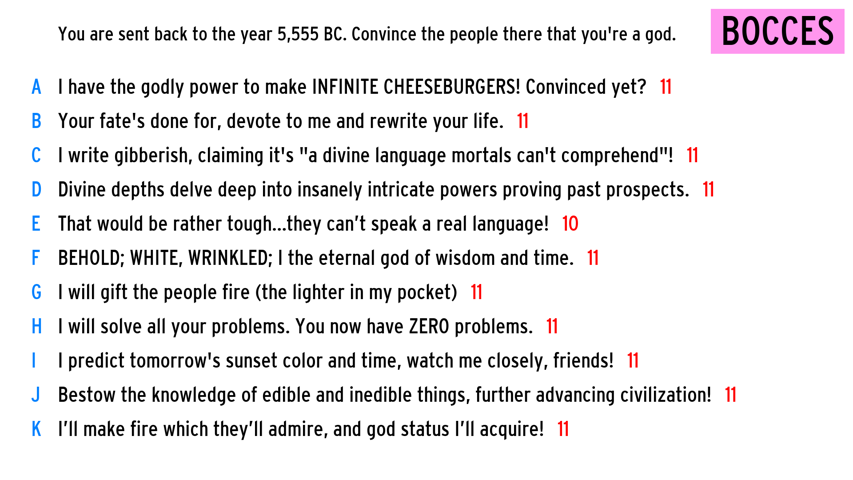 You are sent back to the year 5,555 BC. Convince the people there that you're a god.
BOCCES
A I have the godly power to make INFINITE CHEESEBURGERS! Convinced yet? 11
B Your fate's done for, devote to me and rewrite your life. 11
C I write gibberish, claiming it's "a divine language mortals can't comprehend"! 11
D Divine depths delve deep into insanely intricate powers proving past prospects. 11
E That would be rather tough...they can’t speak a real language! 10
F BEHOLD; WHITE, WRINKLED; I the eternal god of wisdom and time. 11
G I will gift the people fire (the lighter in my pocket) 11
H I will solve all your problems. You now have ZERO problems. 11
I I predict tomorrow's sunset color and time, watch me closely, friends! 11
J Bestow the knowledge of edible and inedible things, further advancing civilization! 11
K I’ll make fire which they’ll admire, and god status I’ll acquire! 11